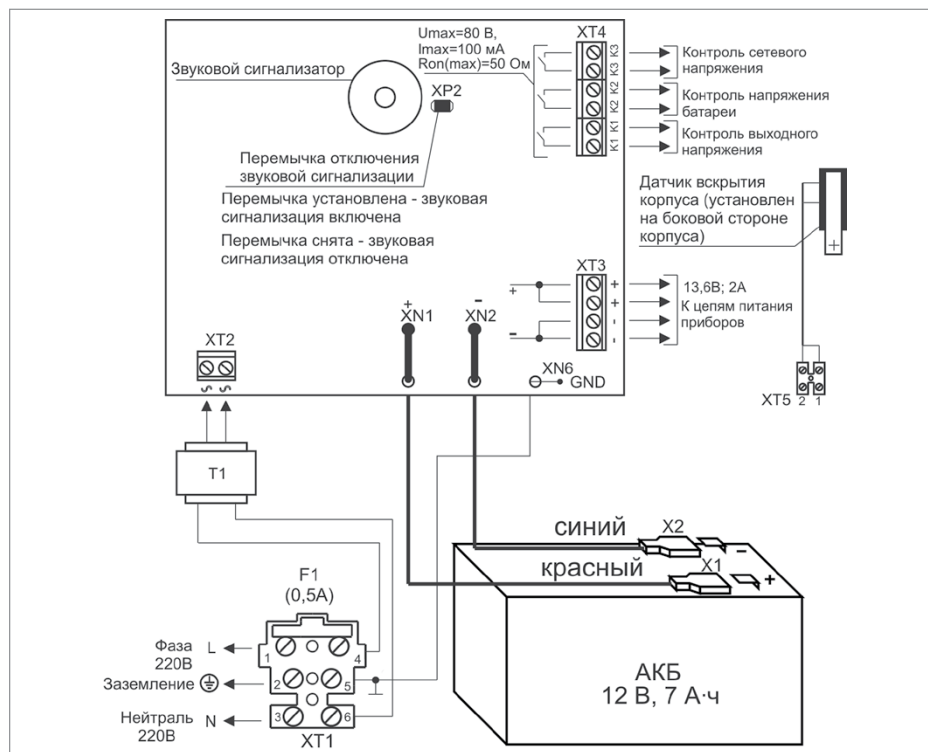 Umax=80 В,
Imax=100 мА
Ron(max)=50 Ом
XT4
K3
K3
K2
K2
K1
K1
Контроль сетевого
напряжения
Контроль напряжения
батареи
Контроль выходного
напряжения
Звуковой сигнализатор
XP2
Перемычка отключения
звуковой сигнализации
Перемычка установлена - звуковая
сигнализация включена
Перемычка снята - звуковая
сигнализация отключена
Датчик вскрытия
корпуса (установлен
на боковой стороне
корпуса)
+
XT3
+
+
+
-
-
-
13,6В; 2А
К цепям питания
приборов
+
XN1
-
XN2
XN6
GND
XT2
XT5
2 1
T1
синий
X2
-
красный
X1
+
F1
(0,5А)
Фаза
220В
L
1
4
Заземление
2
5
Нейтраль
220В
N
3
6
XT1
АКБ
12 В, 7 А·ч